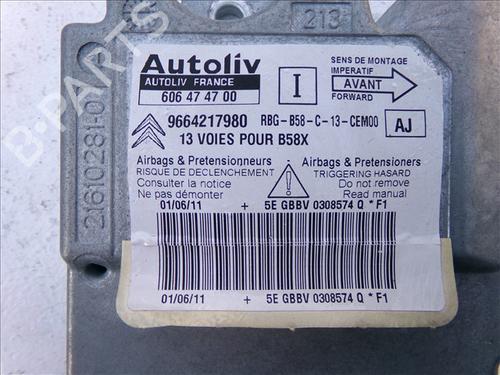 213
Autoliv
AUTOLIV FRANCE
606 47 47 00
I
SENS DE MONTAGE
IMPERATIF
AVANT
FORWARD
9664217980 RBG-B58-C-13-CEM00
13 VOIES POUR B58X
AJ
Airbags & Pretensionneurs
RISQUE DE DECLENCHEMENT
Consulter la notice
Ne pas démonter
Airbags & Pretensioners
TRIGGERING HASARD
Do not remove
Read manual
01/06/11 + 5E GBBV 0308574 Q * F1
01/06/11 + 5E GBBV 0308574 Q * F1
21610281-0
B-PARTS